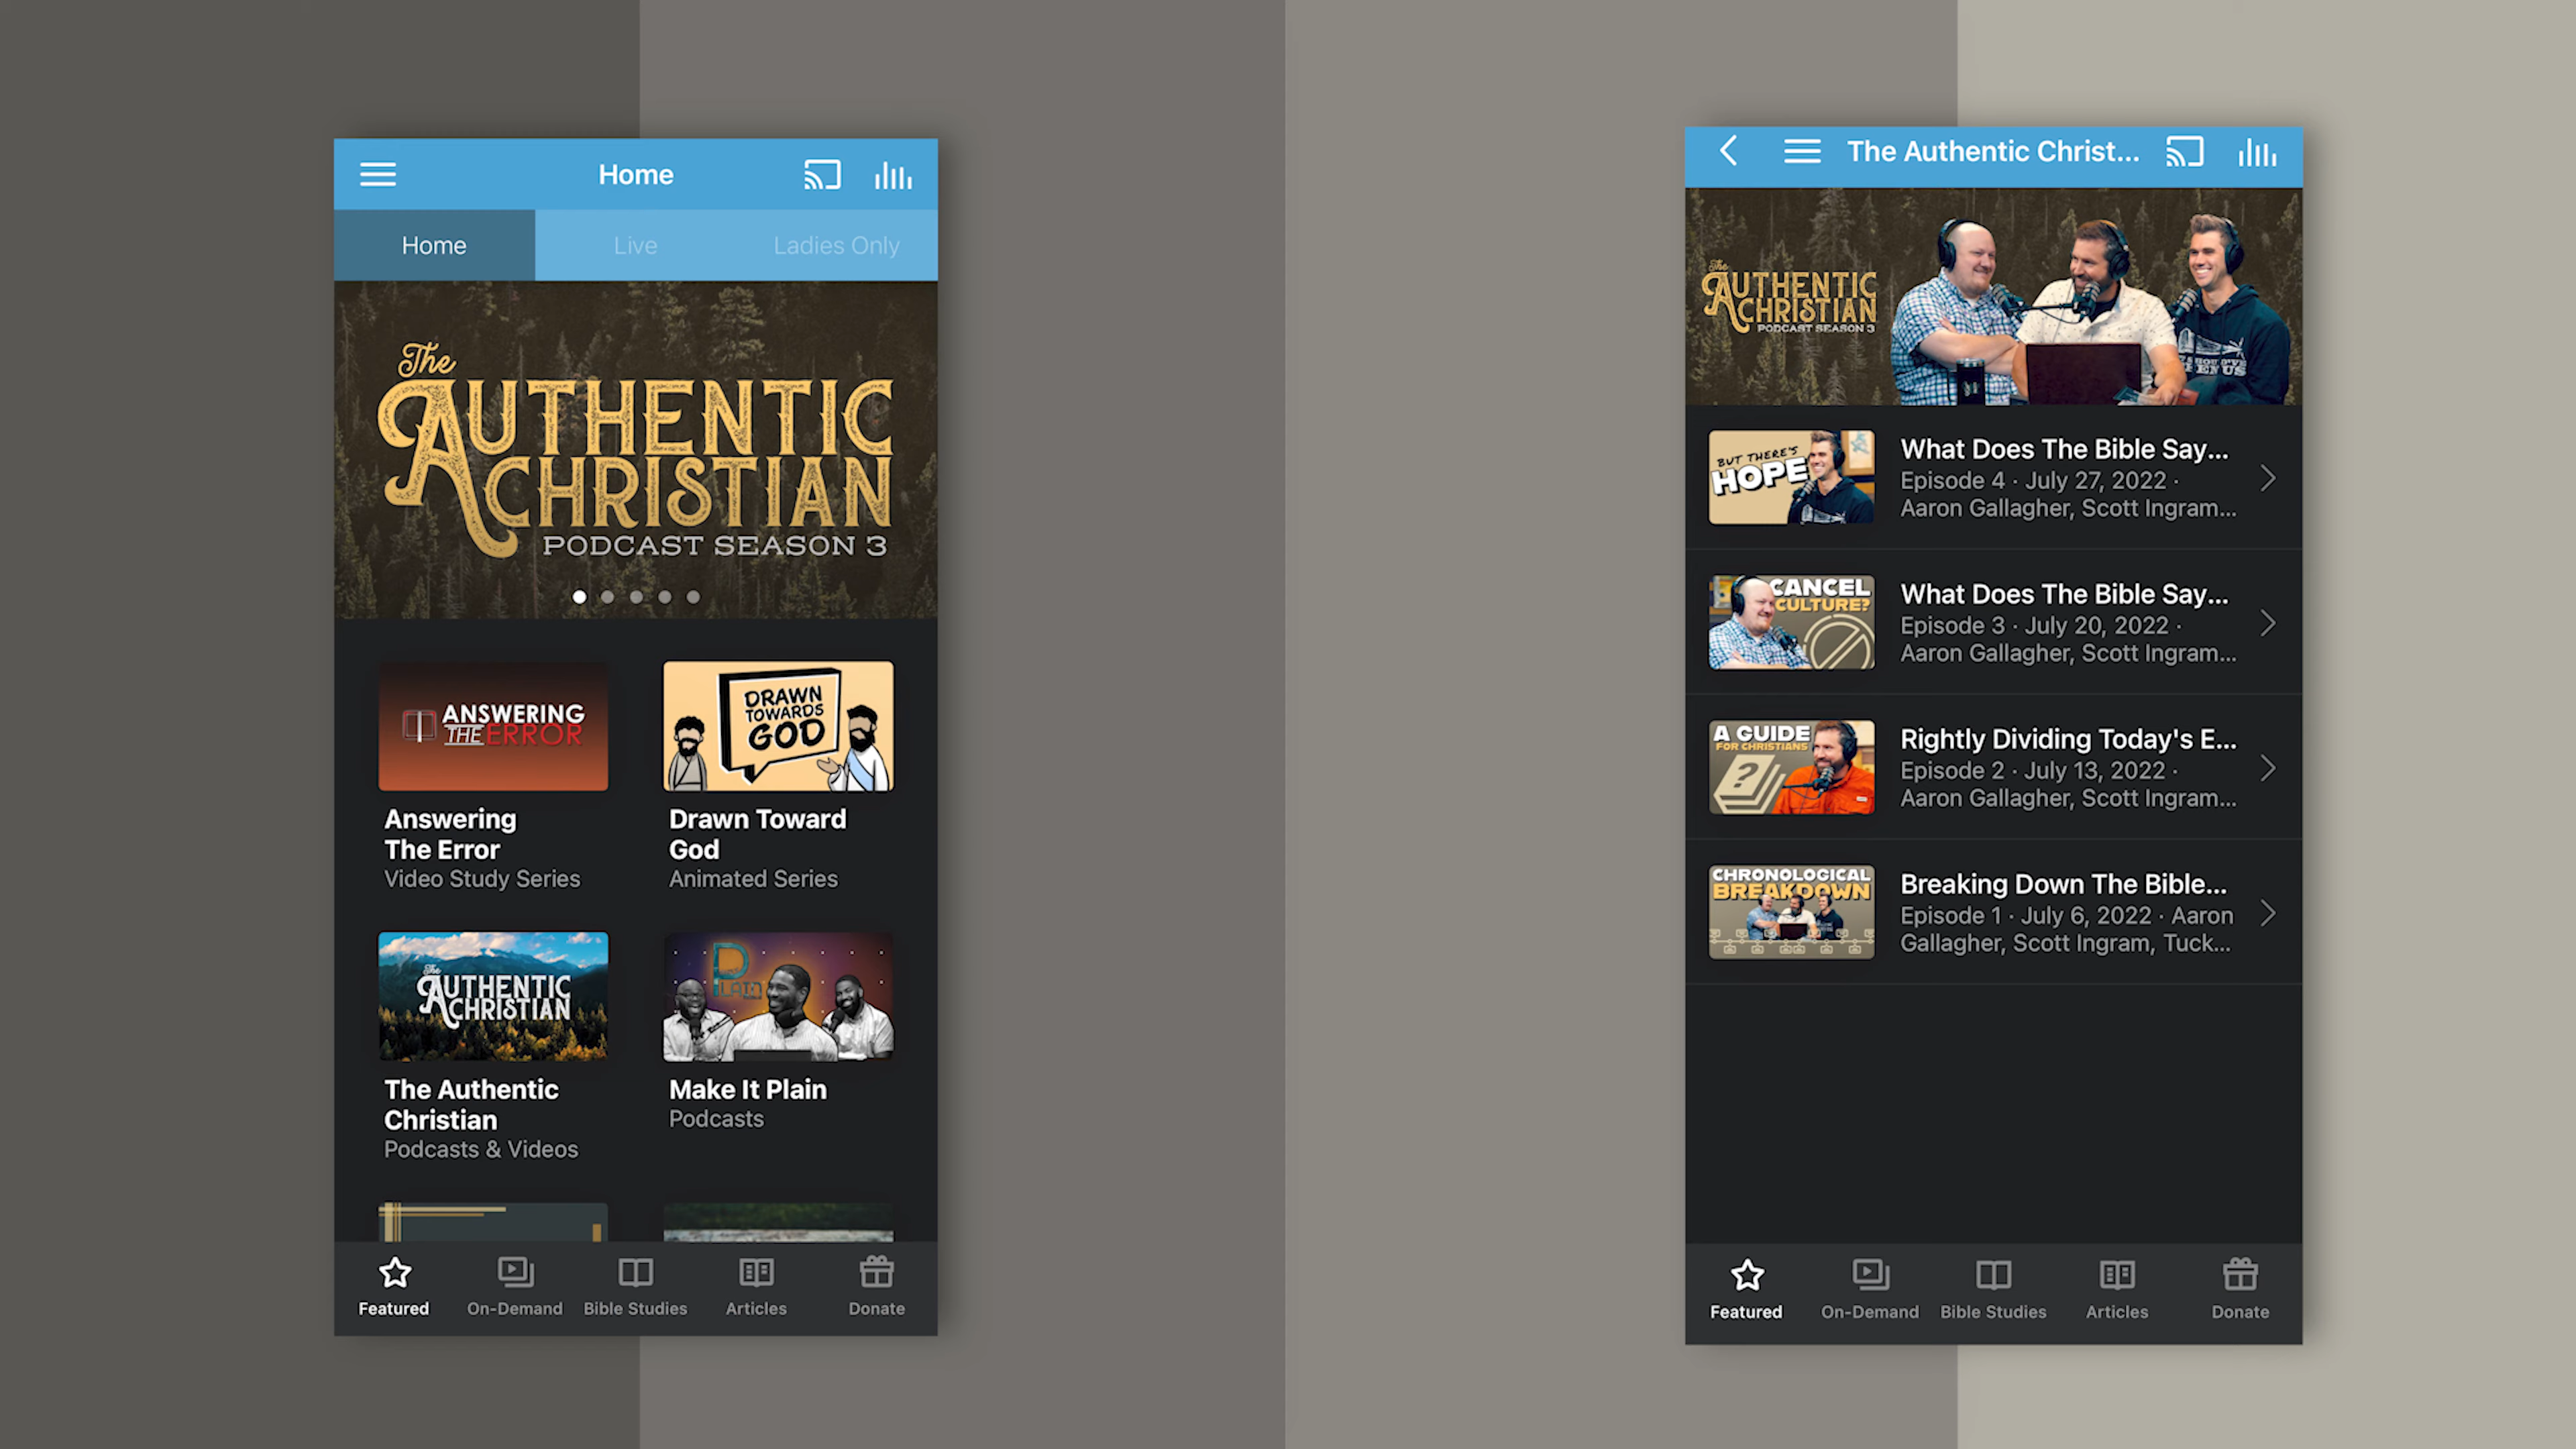 Home
Home
Live
Ladies Only
The
AUTHENTIC
CHRISTIAN
PODCAST SEASON 3
ANSWERING
THE ERROR
DRAWN
TOWARDS
GOD
Answering
The Error
Video Study Series
Drawn Toward
God
Animated Series
The
AUTHENTIC
CHRISTIAN
PLAIN
The Authentic
Christian
Podcasts & Videos
Make It Plain
Podcasts
Featured
On-Demand
Bible Studies
Articles
Donate
The Authentic Christ...
The
AUTHENTIC
CHRISTIAN
PODCAST SEASON 3
BUT THERE'S
HOPE
What Does The Bible Say...
Episode 4 · July 27, 2022 ·
Aaron Gallagher, Scott Ingram...
CANCEL
CULTURE?
What Does The Bible Say...
Episode 3 · July 20, 2022 ·
Aaron Gallagher, Scott Ingram...
A GUIDE
FOR CHRISTIANS
?
Rightly Dividing Today's E...
Episode 2 · July 13, 2022 ·
Aaron Gallagher, Scott Ingram...
CHRONOLOGICAL
BREAKDOWN
Breaking Down The Bible...
Episode 1 · July 6, 2022 · Aaron
Gallagher, Scott Ingram, Tuck...
Featured
On-Demand
Bible Studies
Articles
Donate